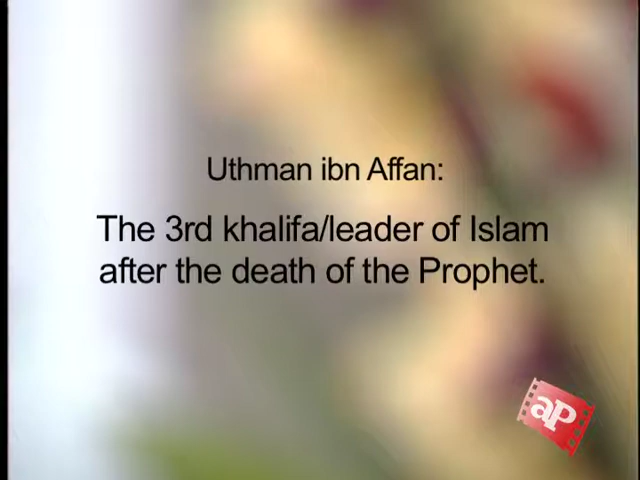 Uthman ibn Affan:
The 3rd khalifa/leader of Islam
after the death of the Prophet.
aP